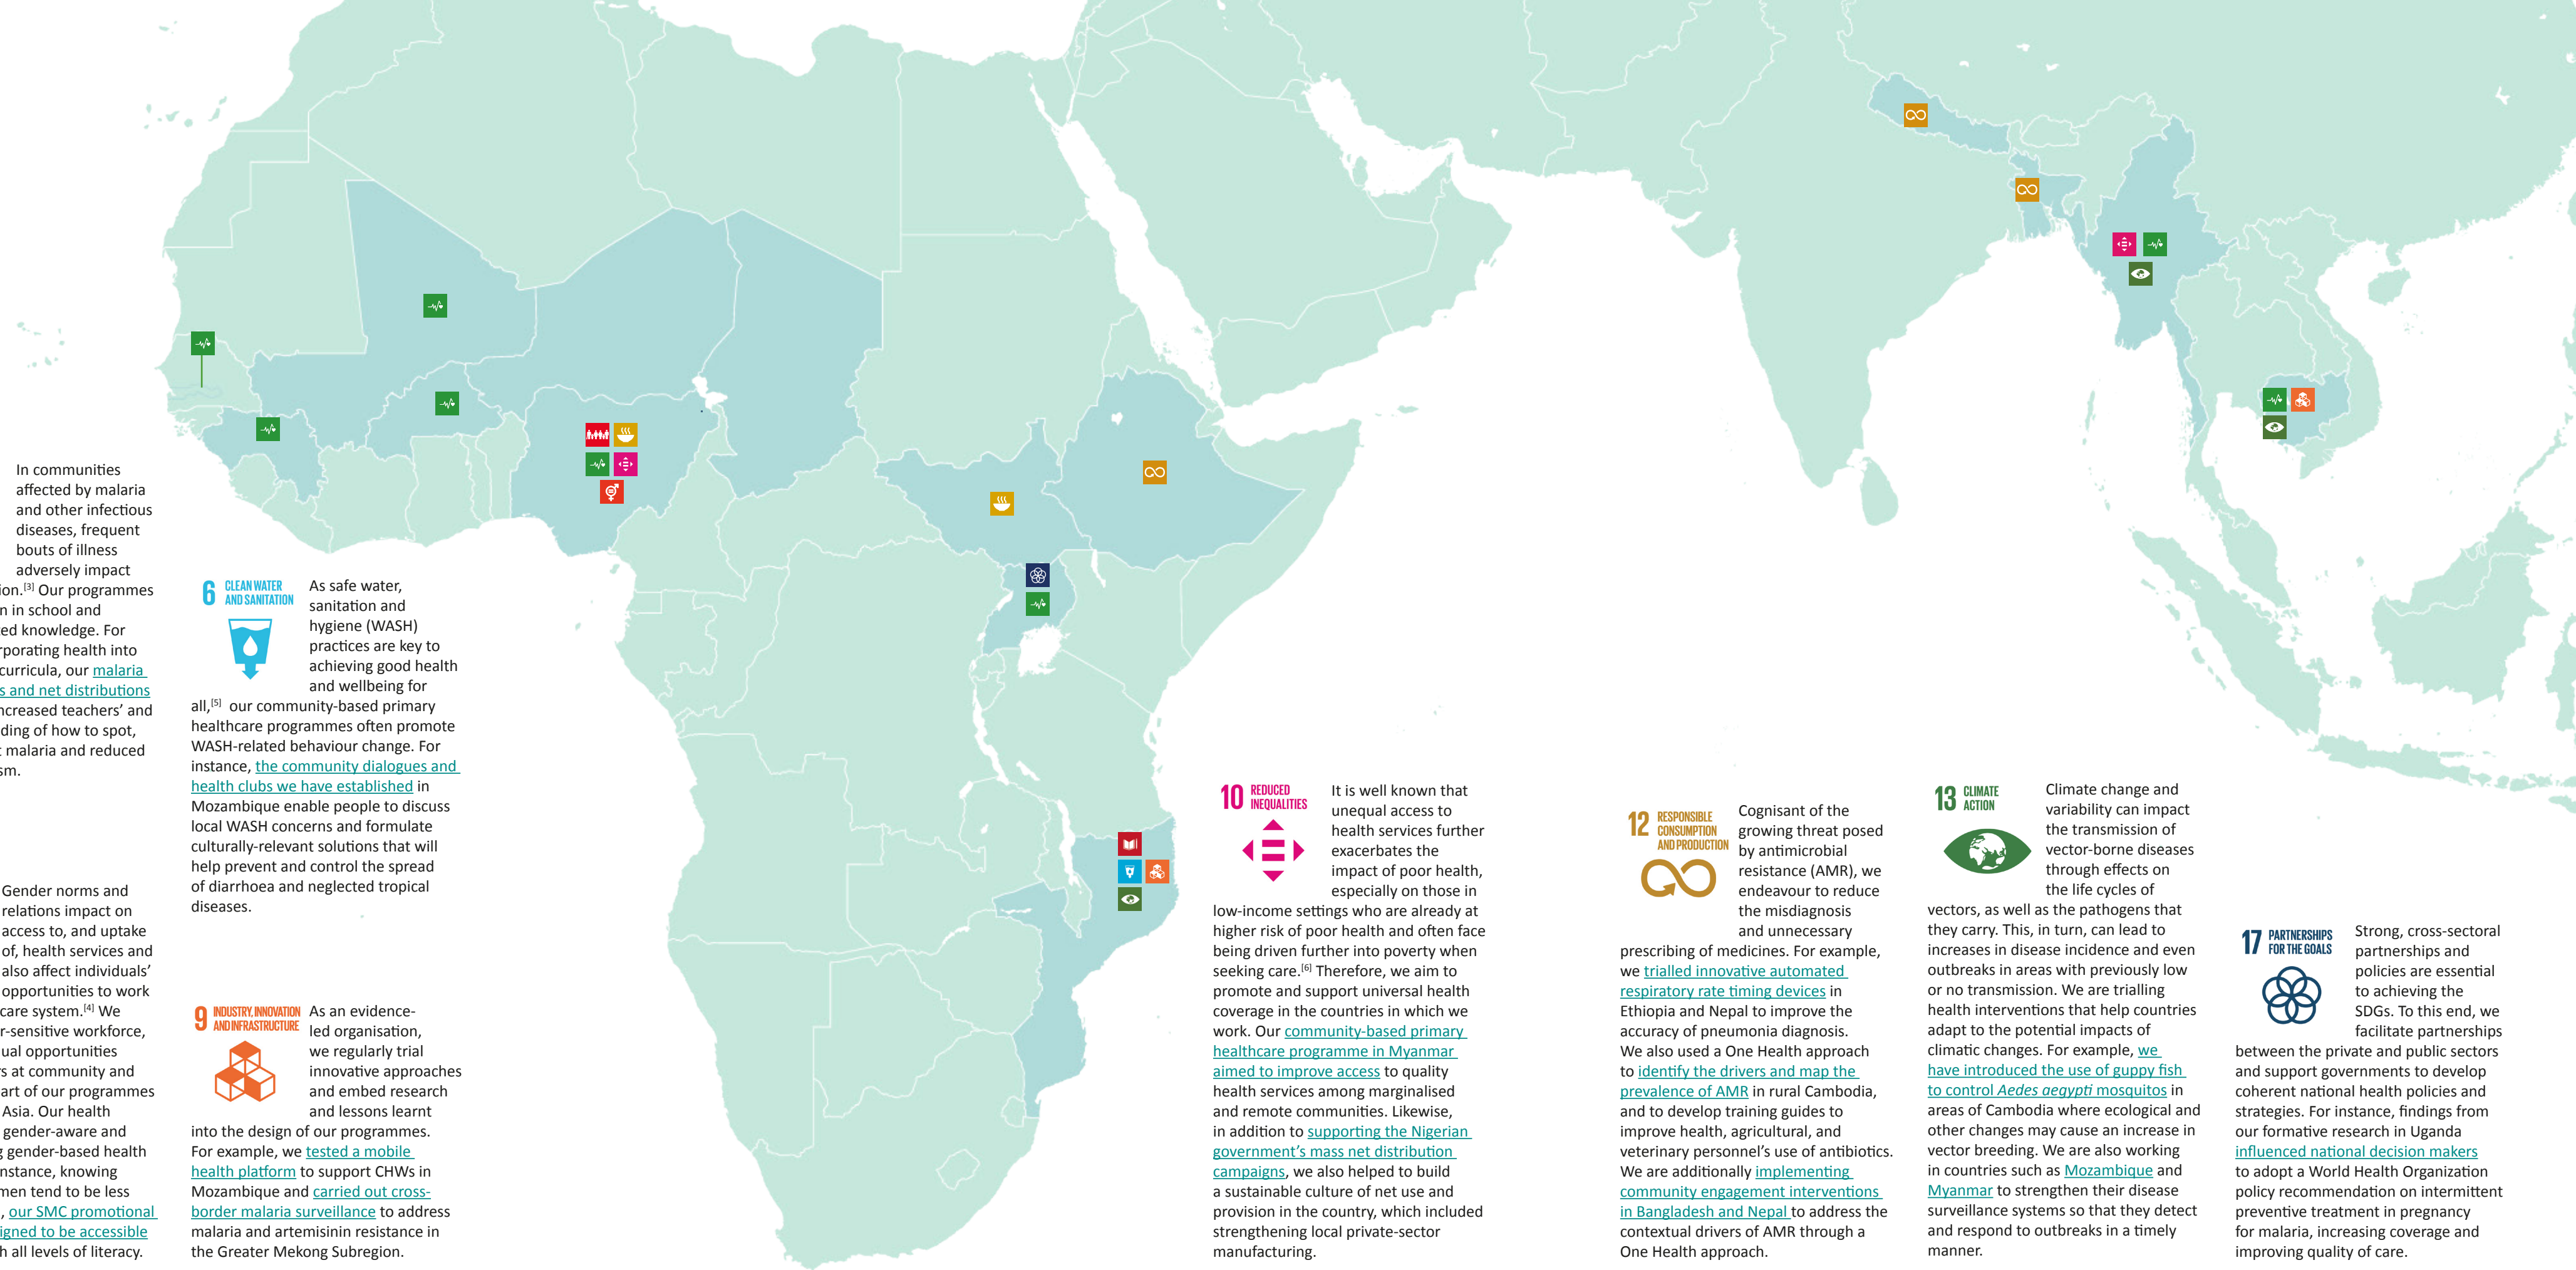 In communities
affected by malaria
and other infectious
diseases, frequent
bouts of illness
adversely impact
ion.[3] Our programmes
n in school and
ed knowledge. For
rporating health into
curricula, our malaria
s and net distributions
ncreased teachers' and
ding of how to spot,
t malaria and reduced
sm.
Gender norms and
relations impact on
access to, and uptake
of, health services and
also affect individuals'
opportunities to work
care system.[4] We
r-sensitive workforce,
ual opportunities
rs at community and
art of our programmes
Asia. Our health
gender-aware and
g gender-based health
nstance, knowing
men tend to be less
, our SMC promotional
igned to be accessible
h all levels of literacy.
6 CLEAN WATER
AND SANITATION
As safe water,
sanitation and
hygiene (WASH)
practices are key to
achieving good health
and wellbeing for
all,[5] our community-based primary
healthcare programmes often promote
WASH-related behaviour change. For
instance, the community dialogues and
health clubs we have established in
Mozambique enable people to discuss
local WASH concerns and formulate
culturally-relevant solutions that will
help prevent and control the spread
of diarrhoea and neglected tropical
diseases.
9 INDUSTRY, INNOVATION
AND INFRASTRUCTURE
As an evidence-
led organisation,
we regularly trial
innovative approaches
and embed research
and lessons learnt
into the design of our programmes.
For example, we tested a mobile
health platform to support CHWs in
Mozambique and carried out cross-
border malaria surveillance to address
malaria and artemisinin resistance in
the Greater Mekong Subregion.
10 REDUCED
INEQUALITIES
It is well known that
unequal access to
health services further
exacerbates the
impact of poor health,
especially on those in
low-income settings who are already at
higher risk of poor health and often face
being driven further into poverty when
seeking care.[6] Therefore, we aim to
promote and support universal health
coverage in the countries in which we
work. Our community-based primary
healthcare programme in Myanmar
aimed to improve access to quality
health services among marginalised
and remote communities. Likewise,
in addition to supporting the Nigerian
government's mass net distribution
campaigns, we also helped to build
a sustainable culture of net use and
provision in the country, which included
strengthening local private-sector
manufacturing.
12 RESPONSIBLE
CONSUMPTION
AND PRODUCTION
Cognisant of the
growing threat posed
by antimicrobial
resistance (AMR), we
endeavour to reduce
the misdiagnosis
and unnecessary
prescribing of medicines. For example,
we trialled innovative automated
respiratory rate timing devices in
Ethiopia and Nepal to improve the
accuracy of pneumonia diagnosis.
We also used a One Health approach
to identify the drivers and map the
prevalence of AMR in rural Cambodia,
and to develop training guides to
improve health, agricultural, and
veterinary personnel's use of antibiotics.
We are additionally implementing
community engagement interventions
in Bangladesh and Nepal to address the
contextual drivers of AMR through a
One Health approach.
13 CLIMATE
ACTION
Climate change and
variability can impact
the transmission of
vector-borne diseases
through effects on
the life cycles of
vectors, as well as the pathogens that
they carry. This, in turn, can lead to
increases in disease incidence and even
outbreaks in areas with previously low
or no transmission. We are trialling
health interventions that help countries
adapt to the potential impacts of
climatic changes. For example, we
have introduced the use of guppy fish
to control Aedes aegypti mosquitos in
areas of Cambodia where ecological and
other changes may cause an increase in
vector breeding. We are also working
in countries such as Mozambique and
Myanmar to strengthen their disease
surveillance systems so that they detect
and respond to outbreaks in a timely
manner.
17 PARTNERSHIPS
FOR THE GOALS
Strong, cross-sectoral
partnerships and
policies are essential
to achieving the
SDGs. To this end, we
facilitate partnerships
between the private and public sectors
and support governments to develop
coherent national health policies and
strategies. For instance, findings from
our formative research in Uganda
influenced national decision makers
to adopt a World Health Organization
policy recommendation on intermittent
preventive treatment in pregnancy
for malaria, increasing coverage and
improving quality of care.